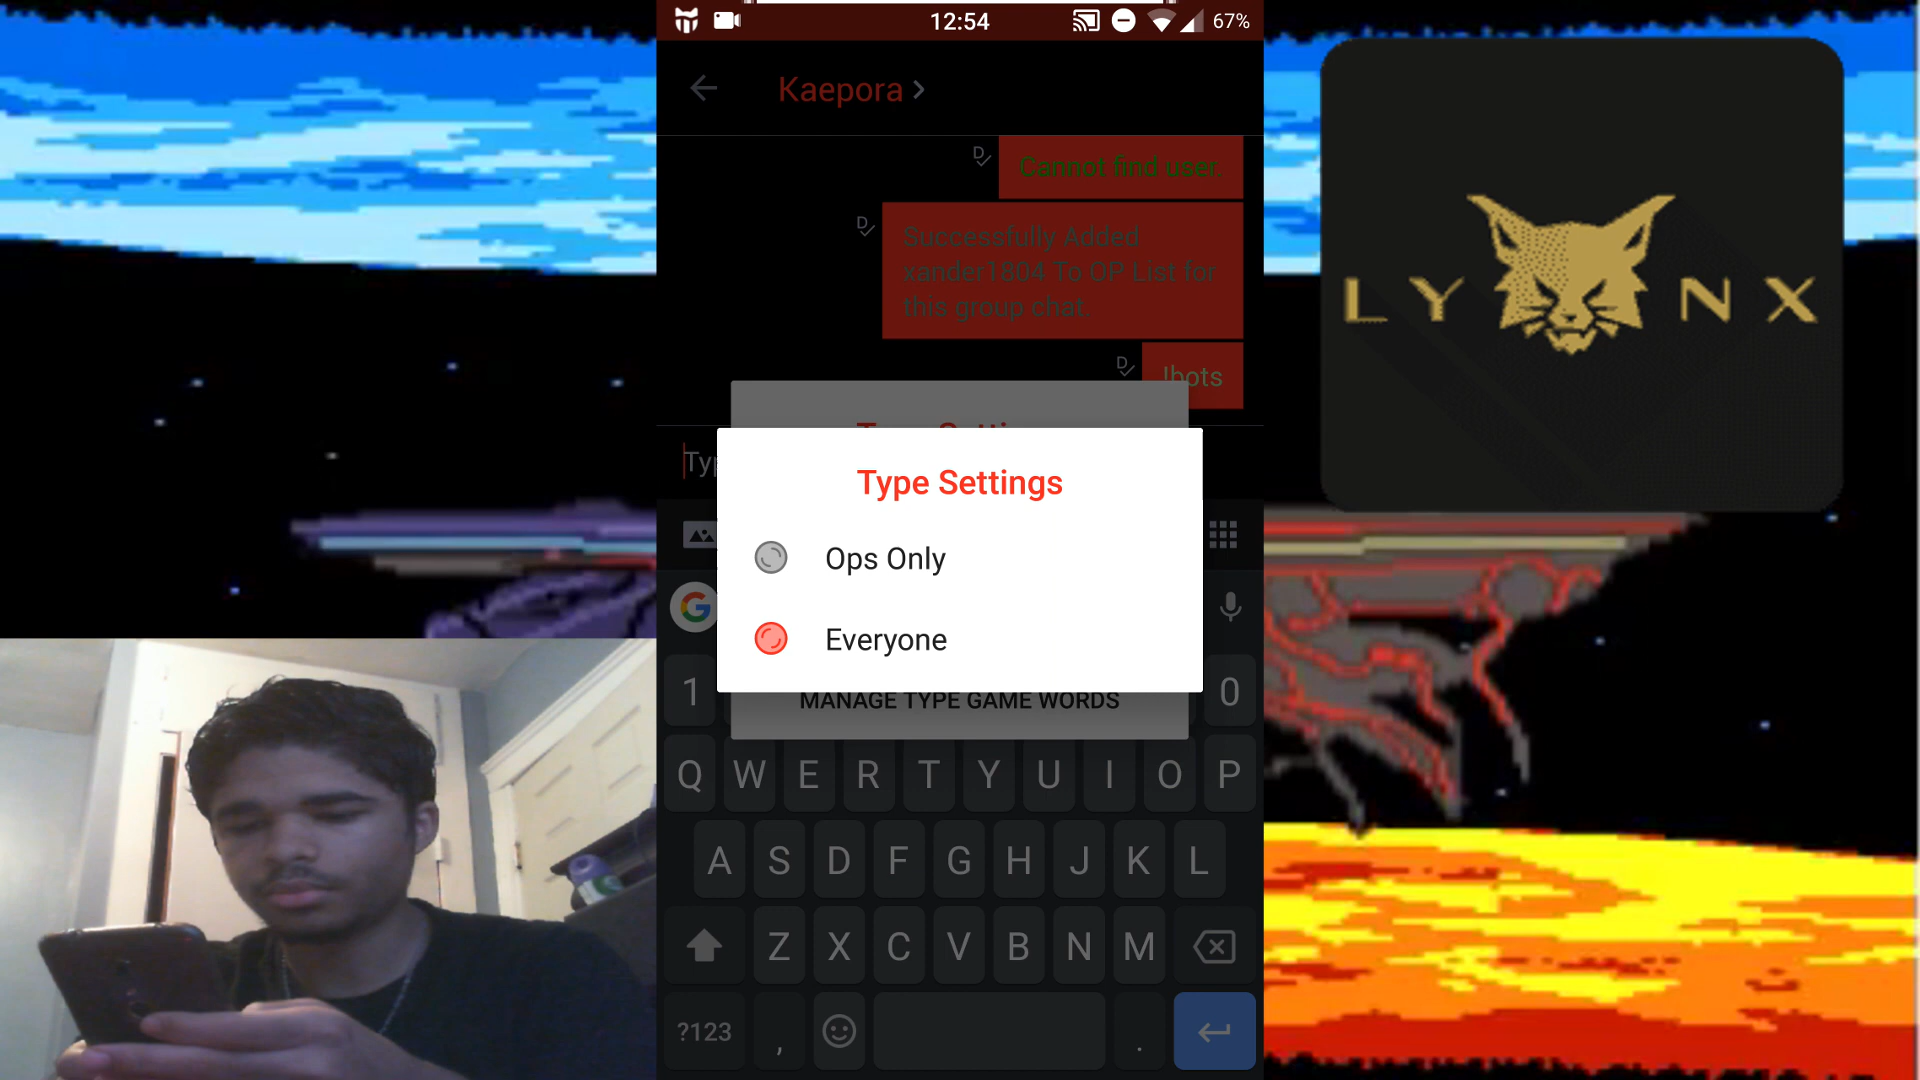 12:54
67%
Kaepora
Cannot find user.
Successfully Added
xander1804 To OP List for
this group chat.
!bots
Type Settings
Ops Only
Everyone
MANAGE TYPE GAME WORDS
1
0
Q W E R T Y U I O P
A S D F G H J K L
Z X C V B N M
?123 , .
LYNX